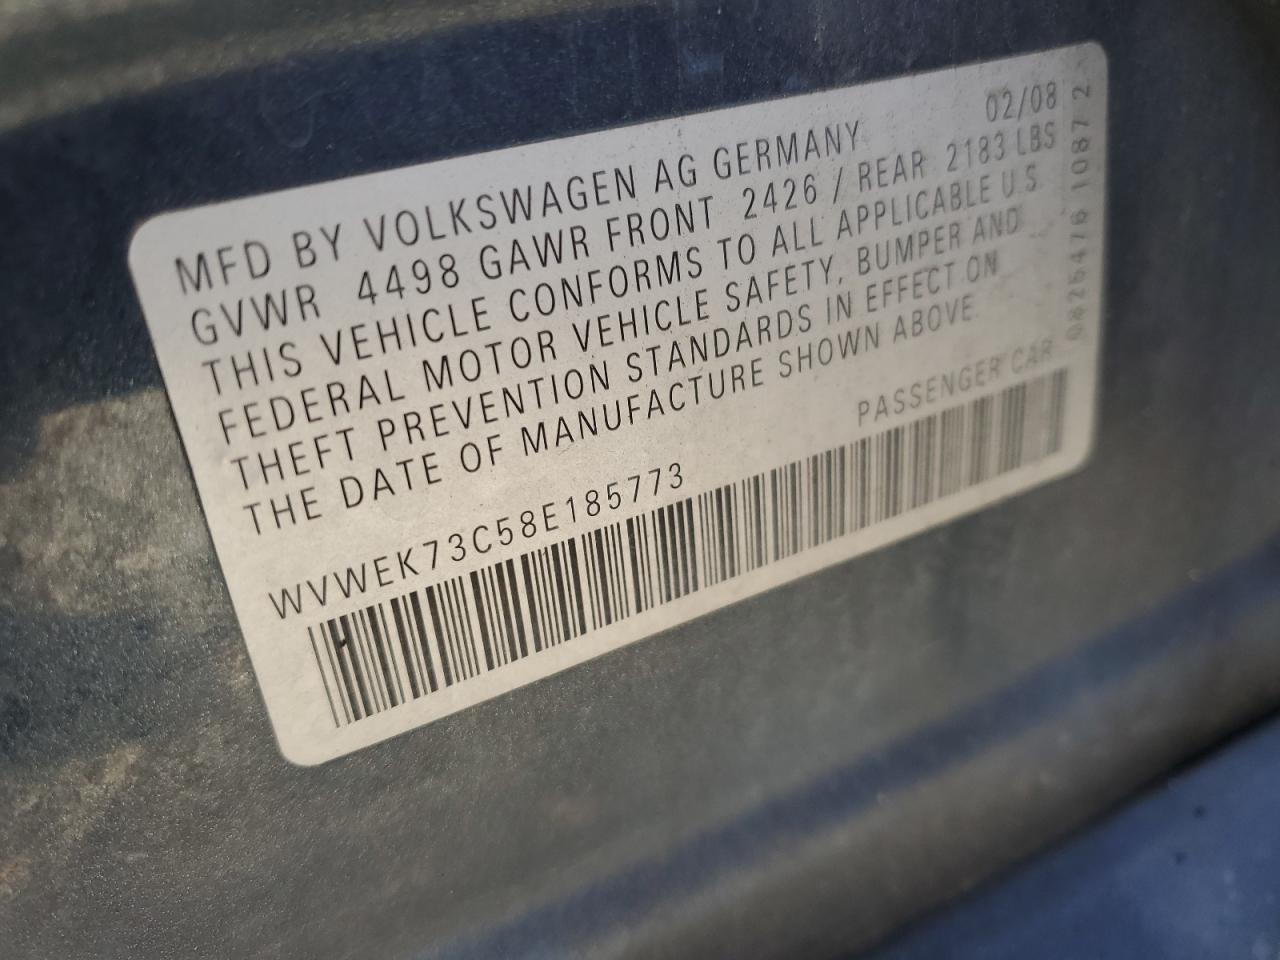 02/08
MFD BY VOLKSWAGEN AG GERMANY
GVWR 4498 GAWR FRONT 2426 / REAR 2183 LBS
THIS VEHICLE CONFORMS TO ALL APPLICABLE U.S.
FEDERAL MOTOR VEHICLE SAFETY, BUMPER AND
THEFT PREVENTION STANDARDS IN EFFECT ON
THE DATE OF MANUFACTURE SHOWN ABOVE.
PASSENGER CAR
WVWEK73C58E185773
1087 2